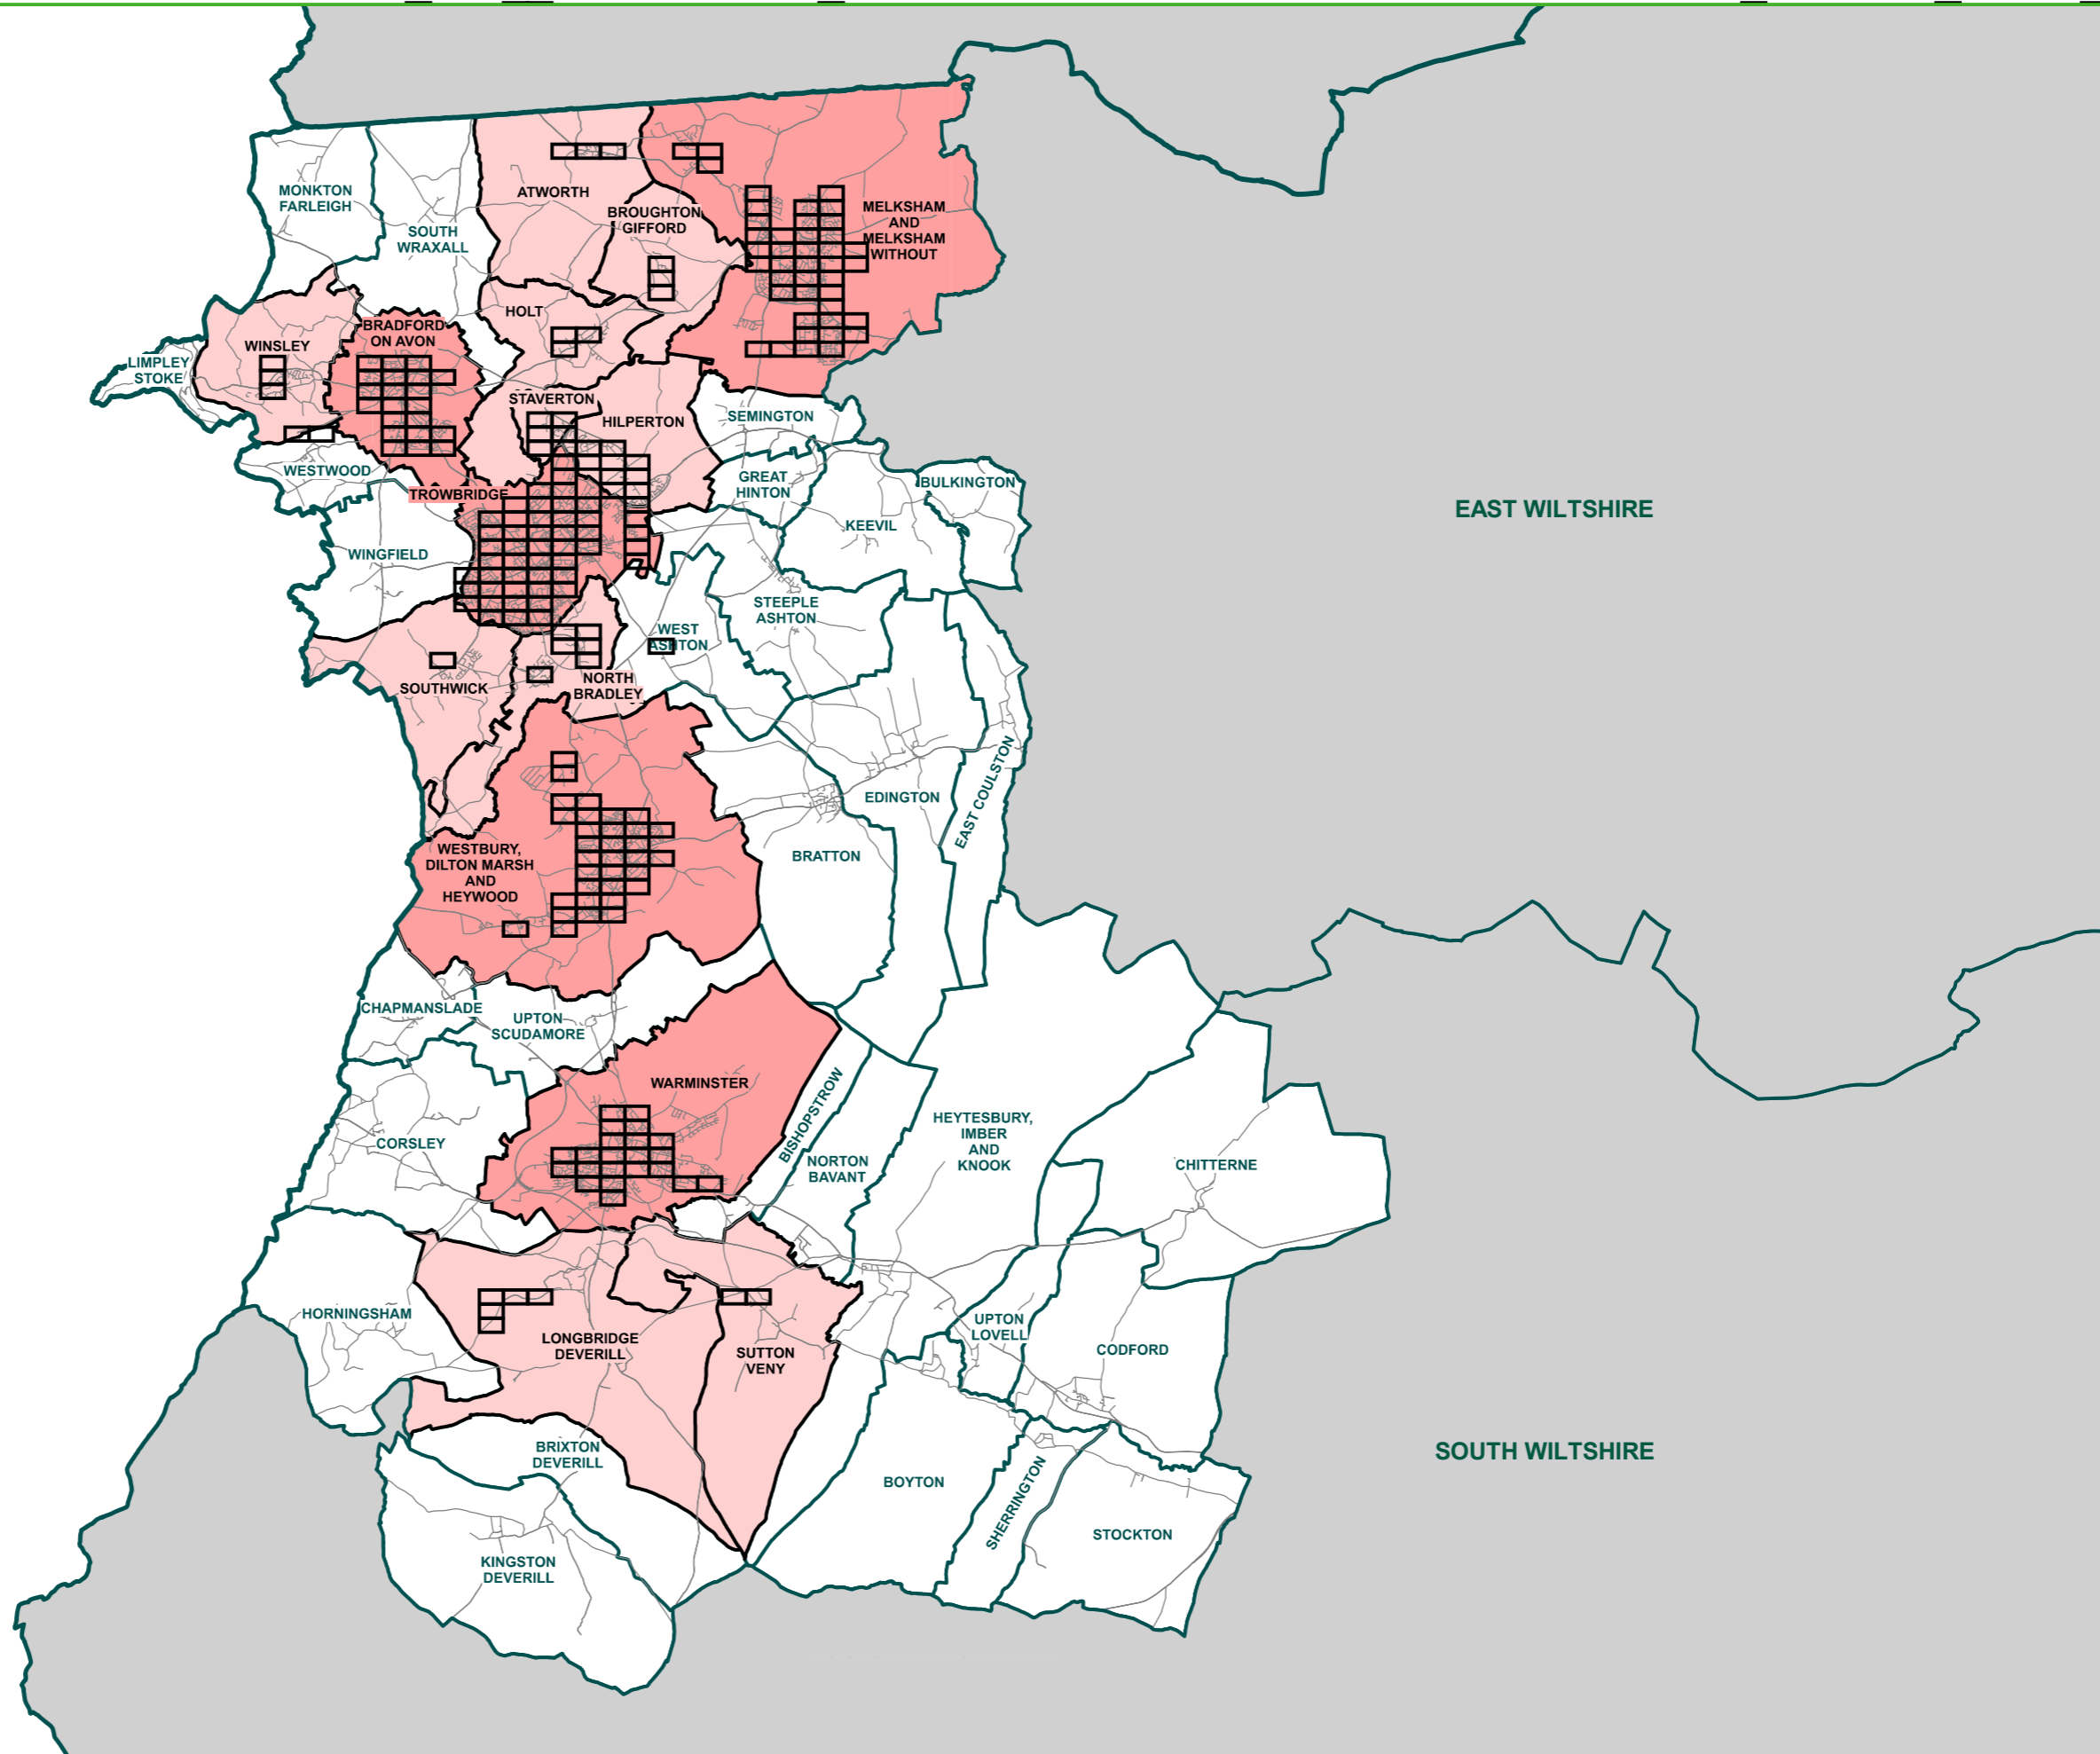 MONKTON
FARLEIGH
SOUTH
WRAXALL
ATWORTH
BROUGHTON
GIFFORD
MELKSHAM
AND
MELKSHAM
WITHOUT
HOLT
BRADFORD
ON AVON
WINSLEY
LIMPLEY
STOKE
STAVERTON
HILPERTON
SEMINGTON
WESTWOOD
GREAT
HINTON
BULKINGTON
TROWBRIDGE
KEEVIL
EAST WILTSHIRE
WINGFIELD
STEEPLE
ASHTON
WEST
ASHTON
SOUTHWICK
NORTH
BRADLEY
EDINGTON
EAST COULSTON
BRATTON
WESTBURY,
DILTON MARSH
AND
HEYWOOD
CHAPMANSLADE
UPTON
SCUDAMORE
WARMINSTER
BISHOPSTROW
CORSLEY
NORTON
BAVANT
HEYTESBURY,
IMBER
AND
KNOOK
CHITTERNE
HORNINGSHAM
LONGBRIDGE
DEVERILL
SUTTON
VENY
UPTON
LOVELL
CODFORD
BRIXTON
DEVERILL
SOUTH WILTSHIRE
BOYTON
SHERRINGTON
STOCKTON
KINGSTON
DEVERILL